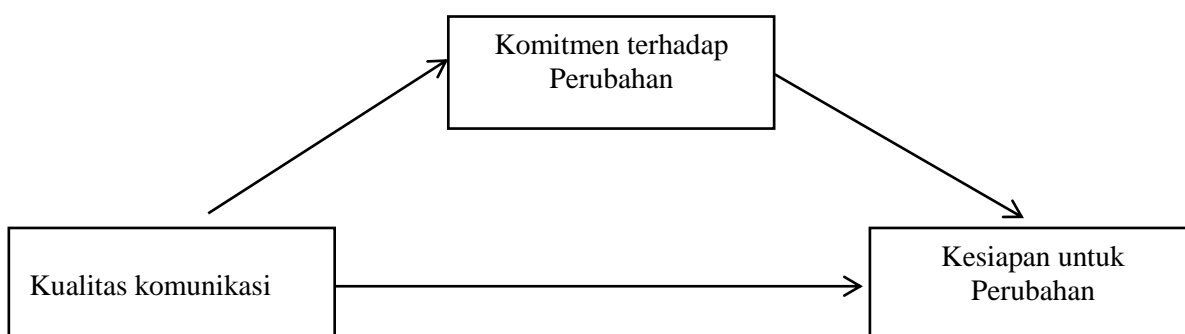 Komitmen terhadap
Perubahan
Kualitas komunikasi
Kesiapan untuk
Perubahan